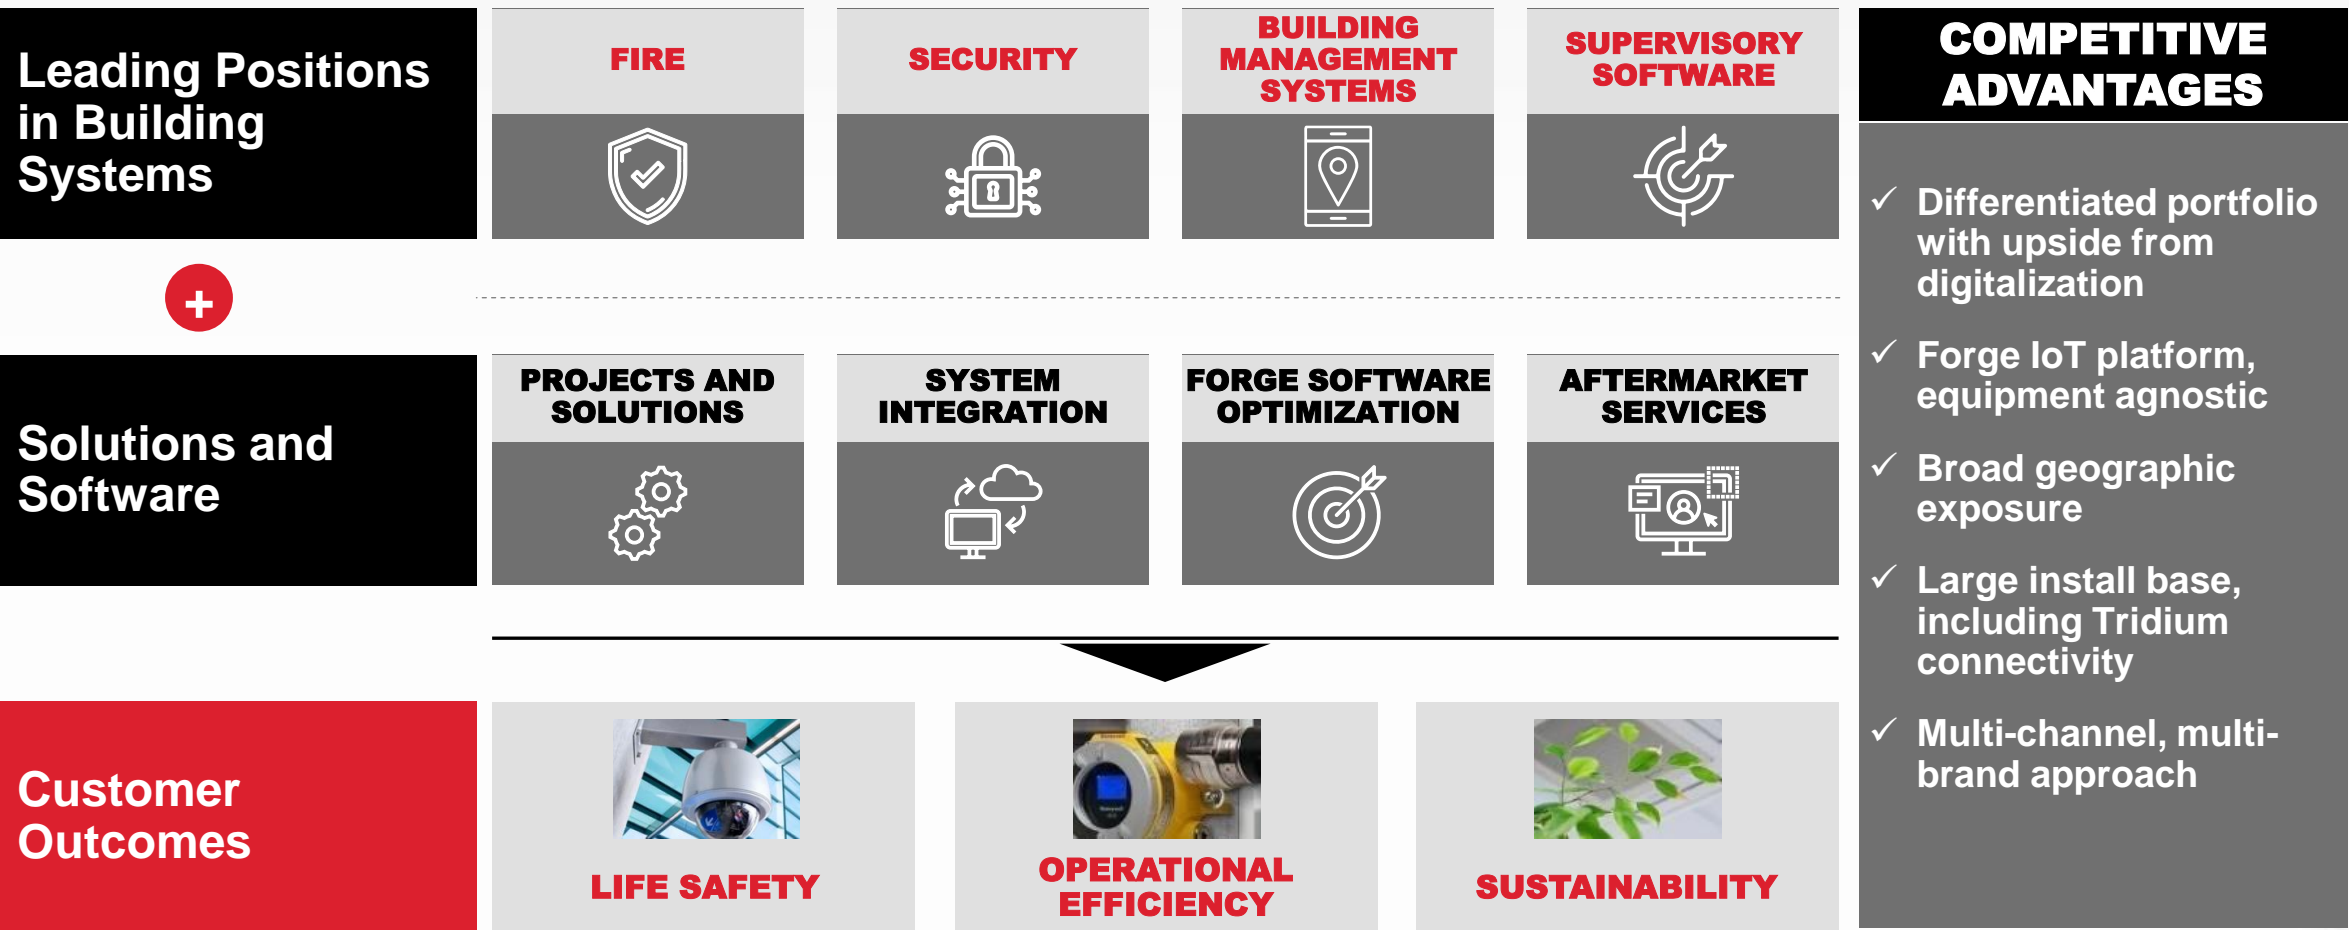 Leading Positions
in Building
Systems
FIRE
SECURITY
BUILDING
MANAGEMENT
SYSTEMS
SUPERVISORY
SOFTWARE
+
Solutions and
Software
PROJECTS AND
SOLUTIONS
SYSTEM
INTEGRATION
FORGE SOFTWARE
OPTIMIZATION
AFTERMARKET
SERVICES
Customer
Outcomes
LIFE SAFETY
OPERATIONAL
EFFICIENCY
SUSTAINABILITY
COMPETITIVE
ADVANTAGES
✓ Differentiated portfolio
with upside from
digitalization
✓ Forge IoT platform,
equipment agnostic
✓ Broad geographic
exposure
✓ Large install base,
including Tridium
connectivity
✓ Multi-channel, multi-
brand approach